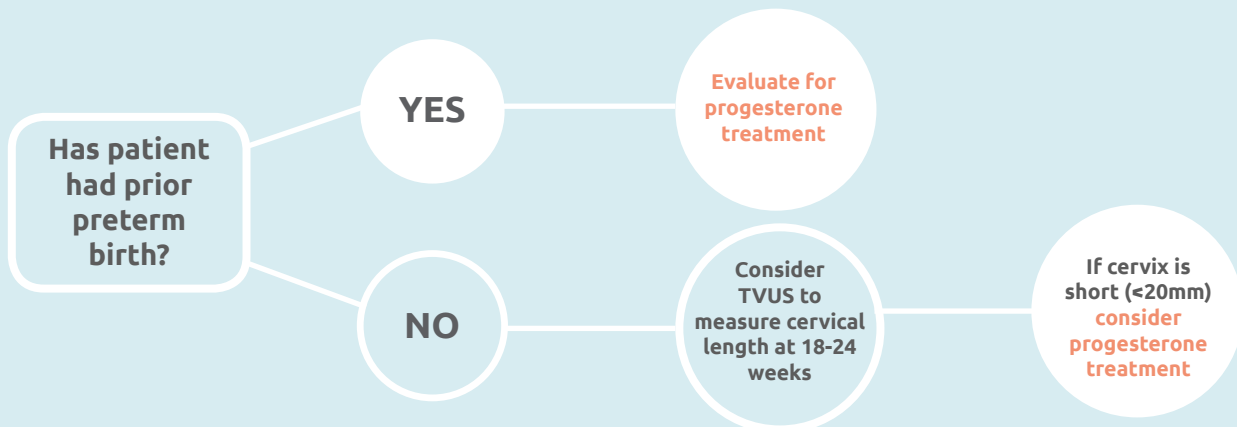 Has patient
had prior
preterm
birth?
YES
Evaluate for
progesterone
treatment
NO
Consider
TVUS to
measure cervical
length at 18-24
weeks
If cervix is
short (<20mm)
consider
progesterone
treatment